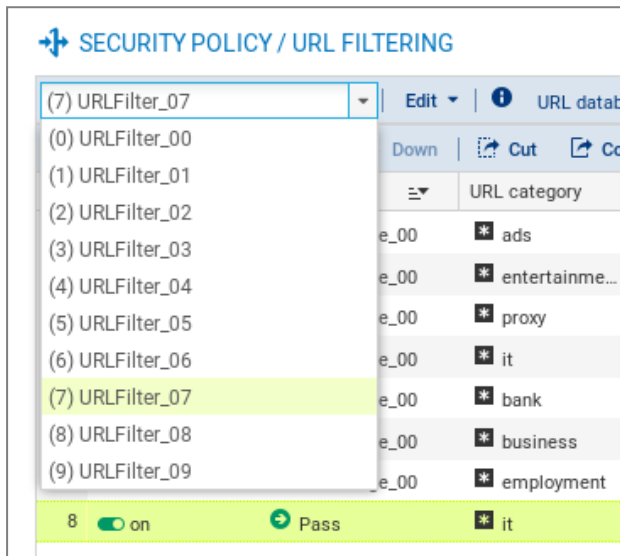 SECURITY POLICY / URL FILTERING
(7) URLFilter_07 Edit URL datab
(0) URLFilter_00
Down Cut Co
(1) URLFilter_01
URL category
(2) URLFilter_02
(3) URLFilter_03
e_00 ads
(4) URLFilter_04
e_00 entertainme...
(5) URLFilter_05
e_00 proxy
(6) URLFilter_06
e_00 it
(7) URLFilter_07
e_00 bank
(8) URLFilter_08
e_00 business
(9) URLFilter_09
e_00 employment
8 on Pass it